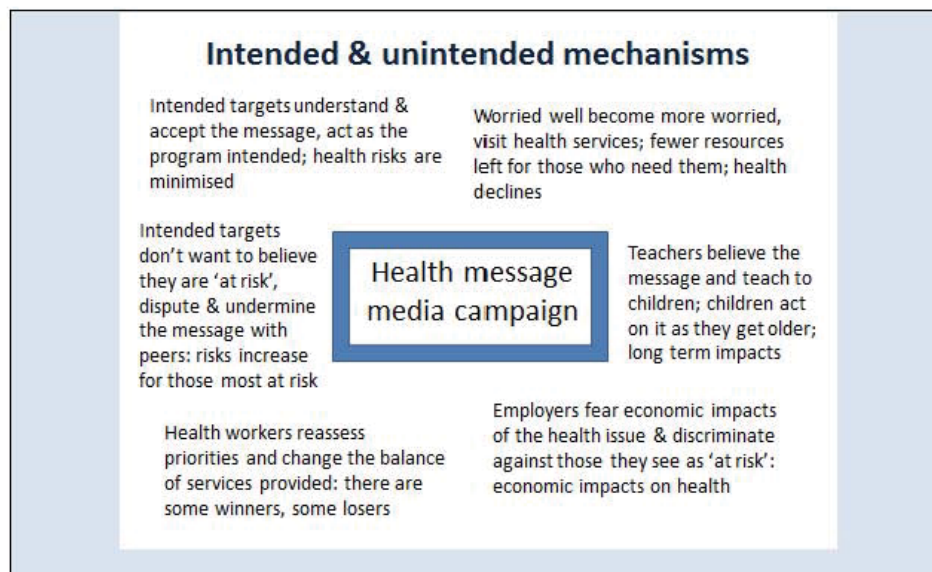 Intended & unintended mechanisms
Intended targets understand &
accept the message, act as the
program intended; health risks are
minimised
Worried well become more worried,
visit health services; fewer resources
left for those who need them; health
declines
Intended targets
don't want to believe
they are 'at risk',
dispute & undermine
the message with
peers: risks increase
for those most at risk
Health message
media campaign
Teachers believe the
message and teach to
children; children act
on it as they get older;
long term impacts
Health workers reassess
priorities and change the balance
of services provided: there are
some winners, some losers
Employers fear economic impacts
of the health issue & discriminate
against those they see as 'at risk':
economic impacts on health